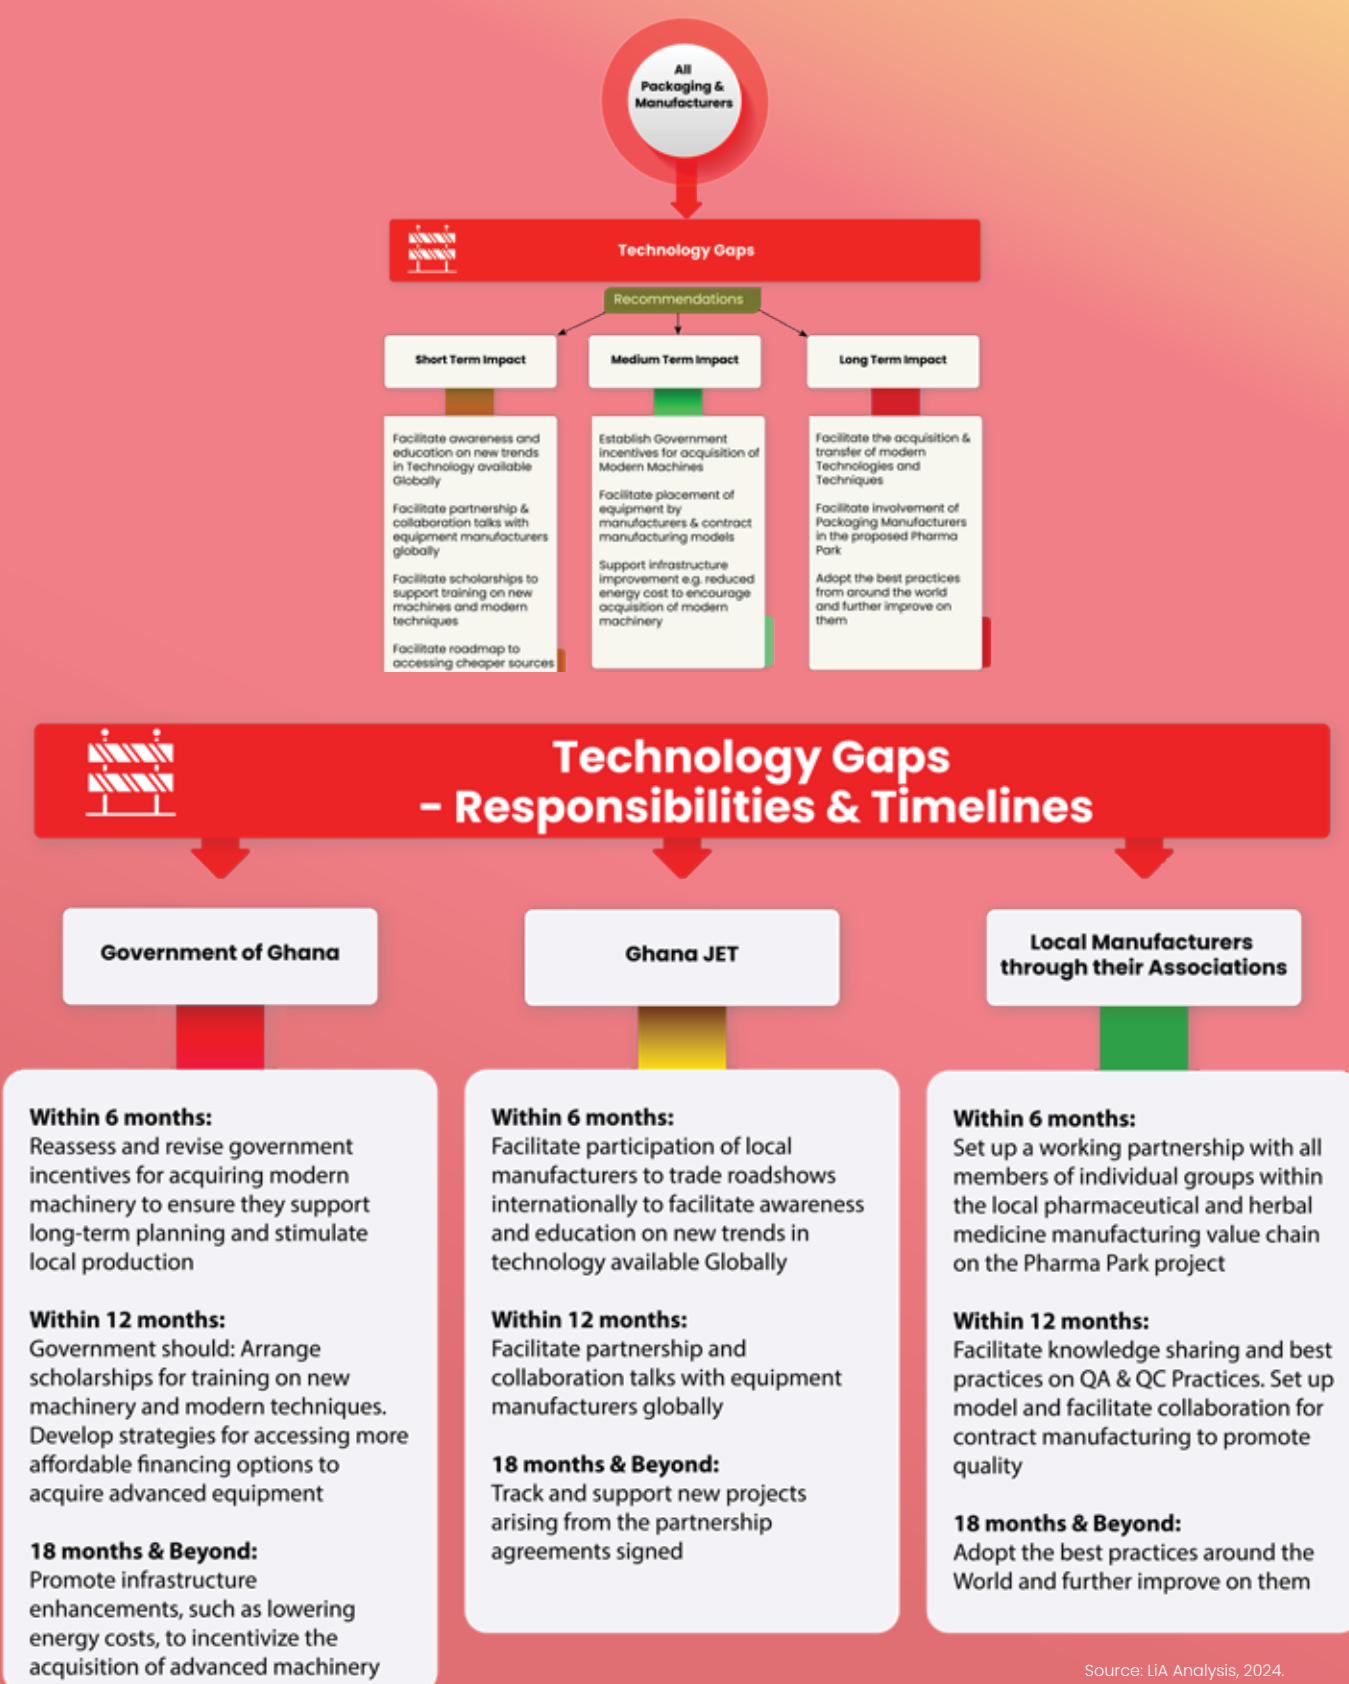 All
Packaging &
Manufacturers
Technology Gaps
Recommendations
Short Term Impact
Medium Term Impact
Long Term Impact
Facilitate awareness and
education on new trends
in Technology available
Globally
Facilitate partnership &
collaboration talks with
equipment manufacturers
globally
Facilitate scholarships to
support training on new
machines and modern
techniques
Facilitate roadmap to
accessing cheaper sources
Establish Government
incentives for acquisition of
Modern Machines
Facilitate placement of
equipment by
manufacturers & contract
manufacturing models
Support infrastructure
improvement e.g. reduced
energy cost to encourage
acquisition of modern
machinery
Facilitate the acquisition &
transfer of modern
Technologies and
Techniques
Facilitate involvement of
Packaging Manufacturers
in the proposed Pharma
Park
Adopt the best practices
from around the world
and further improve on
them
Technology Gaps
- Responsibilities & Timelines
Government of Ghana
Ghana JET
Local Manufacturers
through their Associations
Within 6 months:
Reassess and revise government
incentives for acquiring modern
machinery to ensure they support
long-term planning and stimulate
local production
Within 12 months:
Government should: Arrange
scholarships for training on new
machinery and modern techniques.
Develop strategies for accessing more
affordable financing options to
acquire advanced equipment
18 months & Beyond:
Promote infrastructure
enhancements, such as lowering
energy costs, to incentivize the
acquisition of advanced machinery
Within 6 months:
Facilitate participation of local
manufacturers to trade roadshows
internationally to facilitate awareness
and education on new trends in
technology available Globally
Within 12 months:
Facilitate partnership and
collaboration talks with equipment
manufacturers globally
18 months & Beyond:
Track and support new projects
arising from the partnership
agreements signed
Within 6 months:
Set up a working partnership with all
members of individual groups within
the local pharmaceutical and herbal
medicine manufacturing value chain
on the Pharma Park project
Within 12 months:
Facilitate knowledge sharing and best
practices on QA & QC Practices. Set up
model and facilitate collaboration for
contract manufacturing to promote
quality
18 months & Beyond:
Adopt the best practices around the
World and further improve on them
Source: LiA Analysis, 2024.